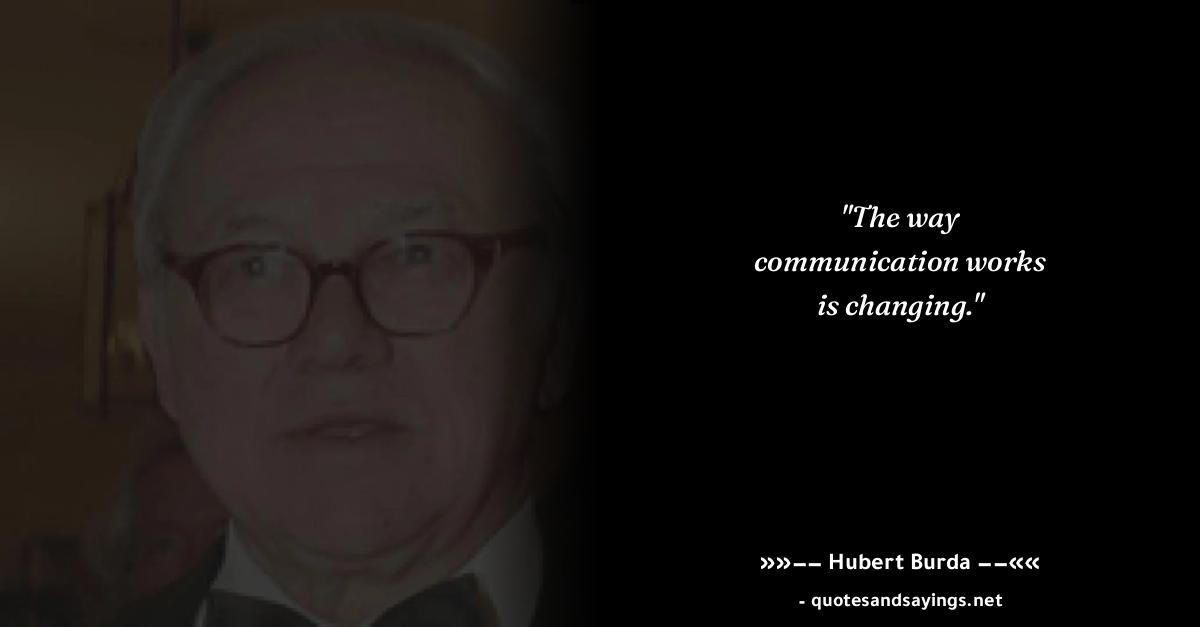 "The way
communication works
is changing."
»»−− Hubert Burda −−««
- quotesandsayings.net